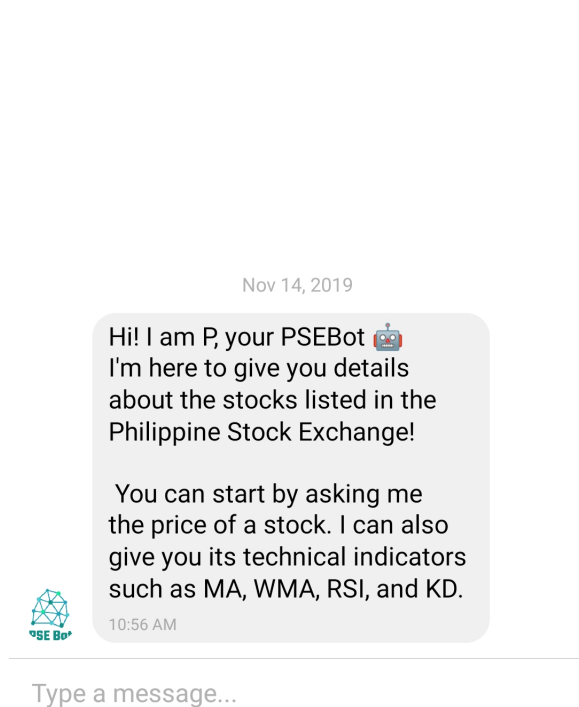 Nov 14, 2019
Hi! I am P, your PSEBot 🤖
I'm here to give you details
about the stocks listed in the
Philippine Stock Exchange!
You can start by asking me
the price of a stock. I can also
give you its technical indicators
such as MA, WMA, RSI, and KD.
10:56 AM
PSE Bot
Type a message...